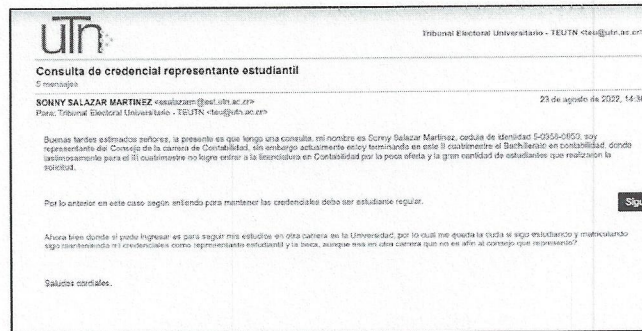 utn
Tribunal Electoral Universitario - TEUTN <teu@utn.ac.cr>
Consulta de credencial representante estudiantil
5 mensajes
SONNY SALAZAR MARTINEZ <ssalazarm@est.utn.ac.cr>
23 de agosto de 2022, 14:36
Para: Tribunal Electoral Universitario - TEUTN <teu@utn.ac.cr>
Buenas tardes estimados señores, la presente es que tengo una consulta, mi nombre es Sonny Salazar Martinez, cedula de identidad soy
representante del Consejo de la carrera de Contabilidad, sin embargo actualmente estoy terminando en este II cuatrimestre el Bachillerato en contabilidad, donde
lastimosamente para el III cuatrimestre no logre entrar a la licenciatura en Contabilidad por la poca oferta y la gran cantidad de estudiantes que realizaron la
solicitud.
Por lo anterior en este caso según entiendo para mantener las credenciales debo ser estudiante regular.
Sigu
Ahora bien donde si pude ingresar es para seguir mis estudios en otra carrera en la Universidad, por lo cual me queda la duda si sigo estudiando y matriculando
sigo manteniendo mi credenciales como representante estudiantil y la beca, aunque sea en otra carrera que no es afín al consejo que represento?
Saludos cordiales.